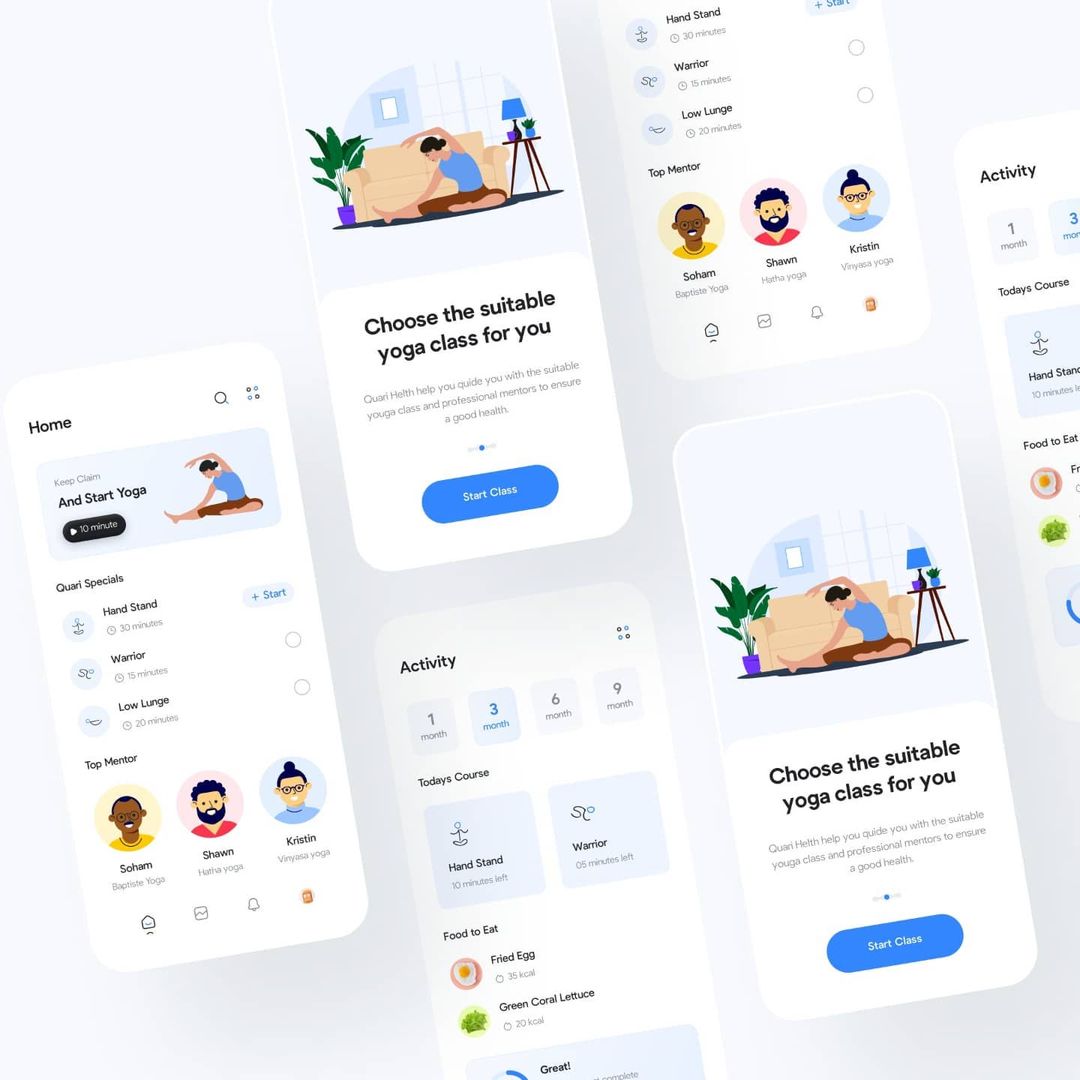 Home
Keep Claim
And Start Yoga
10 minute
Quari Specials
Hand Stand
30 minutes
+ Start
Warrior
15 minutes
Low Lunge
20 minutes
Top Mentor
Soham
Baptiste Yoga
Shawn
Hatha yoga
Kristin
Vinyasa yoga
Choose the suitable
yoga class for you
Quari Helth help you quide you with the suitable
youga class and professional mentors to ensure
a good health.
Start Class
Activity
1
month
3
month
6
month
9
month
Todays Course
Hand Stand
10 minutes left
Warrior
05 minutes left
Food to Eat
Fried Egg
35 kcal
Green Coral Lettuce
20 kcal
Great!
complete
Hand Stand
30 minutes
+ Start
Warrior
15 minutes
Low Lunge
20 minutes
Top Mentor
Soham
Baptiste Yoga
Shawn
Hatha yoga
Kristin
Vinyasa yoga
Choose the suitable
yoga class for you
Quari Helth help you quide you with the suitable
youga class and professional mentors to ensure
a good health.
Start Class
Activity
1
month
3
Todays Course
Hand Stand
10 minutes
Food to Eat